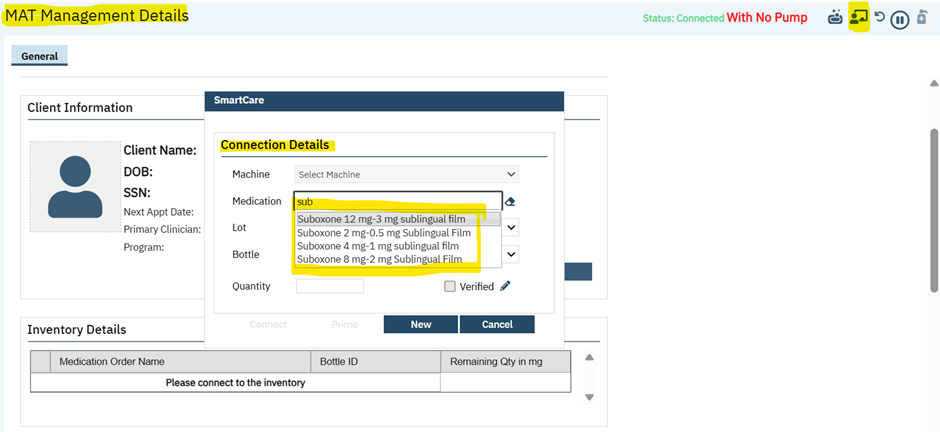 MAT Management Details
Status: Connected With No Pump
General
Client Information
Client Name:
DOB:
SSN:
Next Appt Date:
Primary Clinician:
Program:
SmartCare
Connection Details
Machine Select Machine
Medication sub
Suboxone 12 mg-3 mg sublingual film
Suboxone 2 mg-0.5 mg Sublingual Film
Suboxone 4 mg-1 mg sublingual film
Suboxone 8 mg-2 mg Sublingual Film
Lot
Bottle
Quantity Verified
Connect Prime New Cancel
Inventory Details
Medication Order Name Bottle ID Remaining Qty in mg
Please connect to the inventory